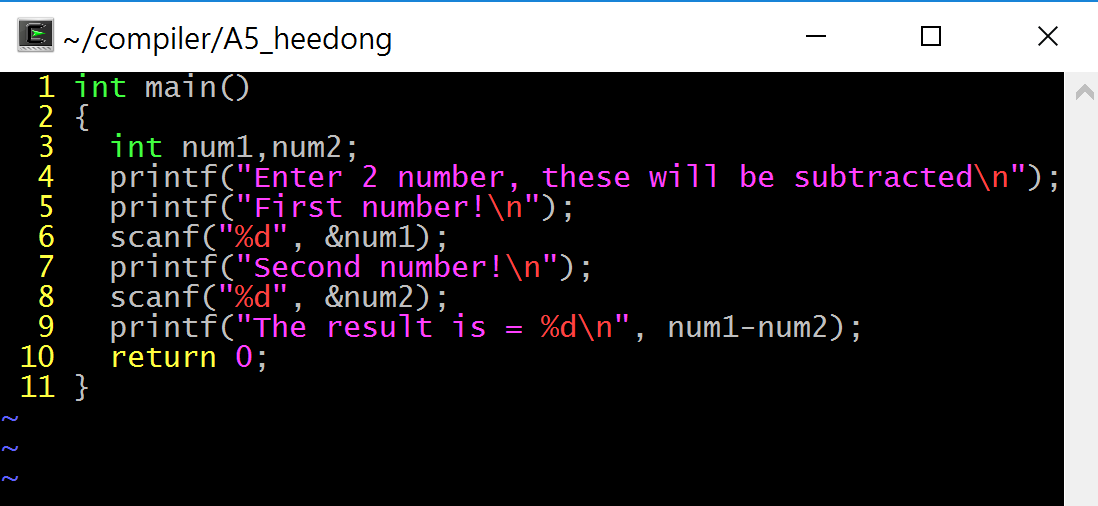 ~/compiler/A5_heedong
1 int main()
2 {
3   int num1,num2;
4   printf("Enter 2 number, these will be subtracted\n");
5   printf("First number!\n");
6   scanf("%d", &num1);
7   printf("Second number!\n");
8   scanf("%d", &num2);
9   printf("The result is = %d\n", num1-num2);
10   return 0;
11 }
~
~
~